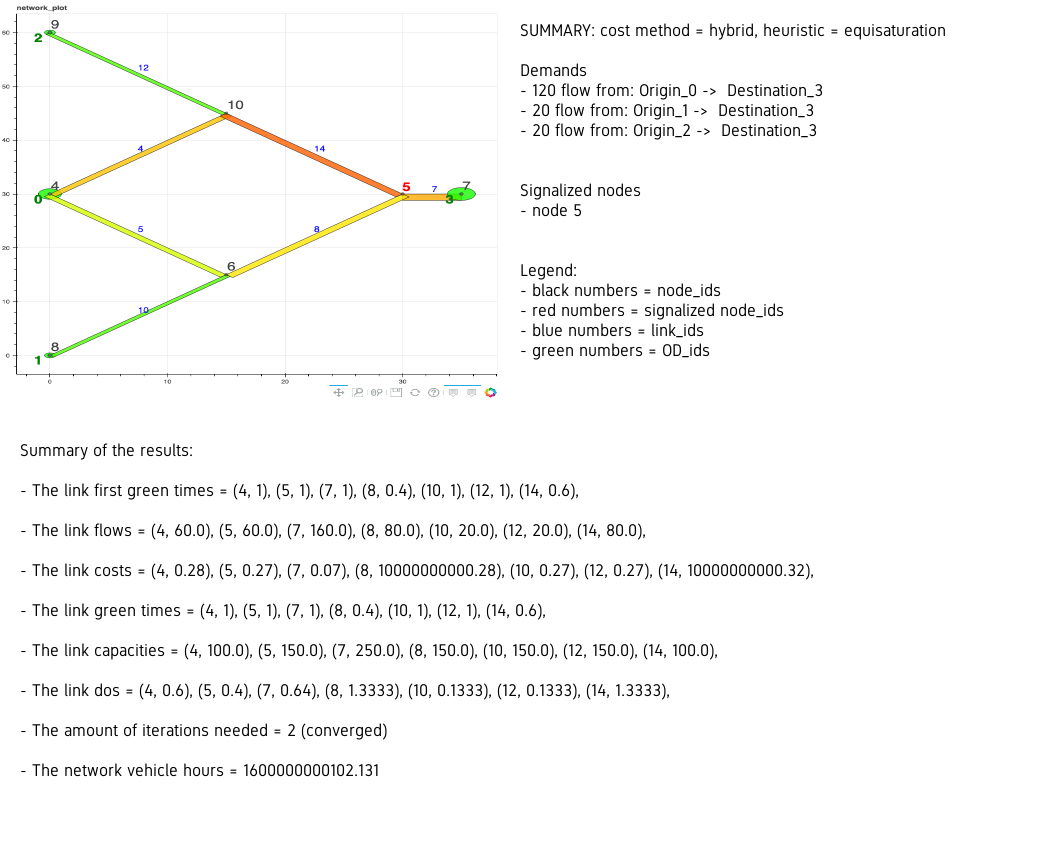 network_plot
9
2
12
10
4
14
4
0
5
7
7
3
5
8
6
10
8
1
60
50
40
30
20
10
0
0
10
20
30
SUMMARY: cost method = hybrid, heuristic = equisaturation
Demands
- 120 flow from: Origin_0 -> Destination_3
- 20 flow from: Origin_1 -> Destination_3
- 20 flow from: Origin_2 -> Destination_3
Signalized nodes
- node 5
Legend:
- black numbers = node_ids
- red numbers = signalized node_ids
- blue numbers = link_ids
- green numbers = OD_ids
Summary of the results:
- The link first green times = (4, 1), (5, 1), (7, 1), (8, 0.4), (10, 1), (12, 1), (14, 0.6),
- The link flows = (4, 60.0), (5, 60.0), (7, 160.0), (8, 80.0), (10, 20.0), (12, 20.0), (14, 80.0),
- The link costs = (4, 0.28), (5, 0.27), (7, 0.07), (8, 10000000000.28), (10, 0.27), (12, 0.27), (14, 10000000000.32),
- The link green times = (4, 1), (5, 1), (7, 1), (8, 0.4), (10, 1), (12, 1), (14, 0.6),
- The link capacities = (4, 100.0), (5, 150.0), (7, 250.0), (8, 150.0), (10, 150.0), (12, 150.0), (14, 100.0),
- The link dos = (4, 0.6), (5, 0.4), (7, 0.64), (8, 1.3333), (10, 0.1333), (12, 0.1333), (14, 1.3333),
- The amount of iterations needed = 2 (converged)
- The network vehicle hours = 1600000000102.131